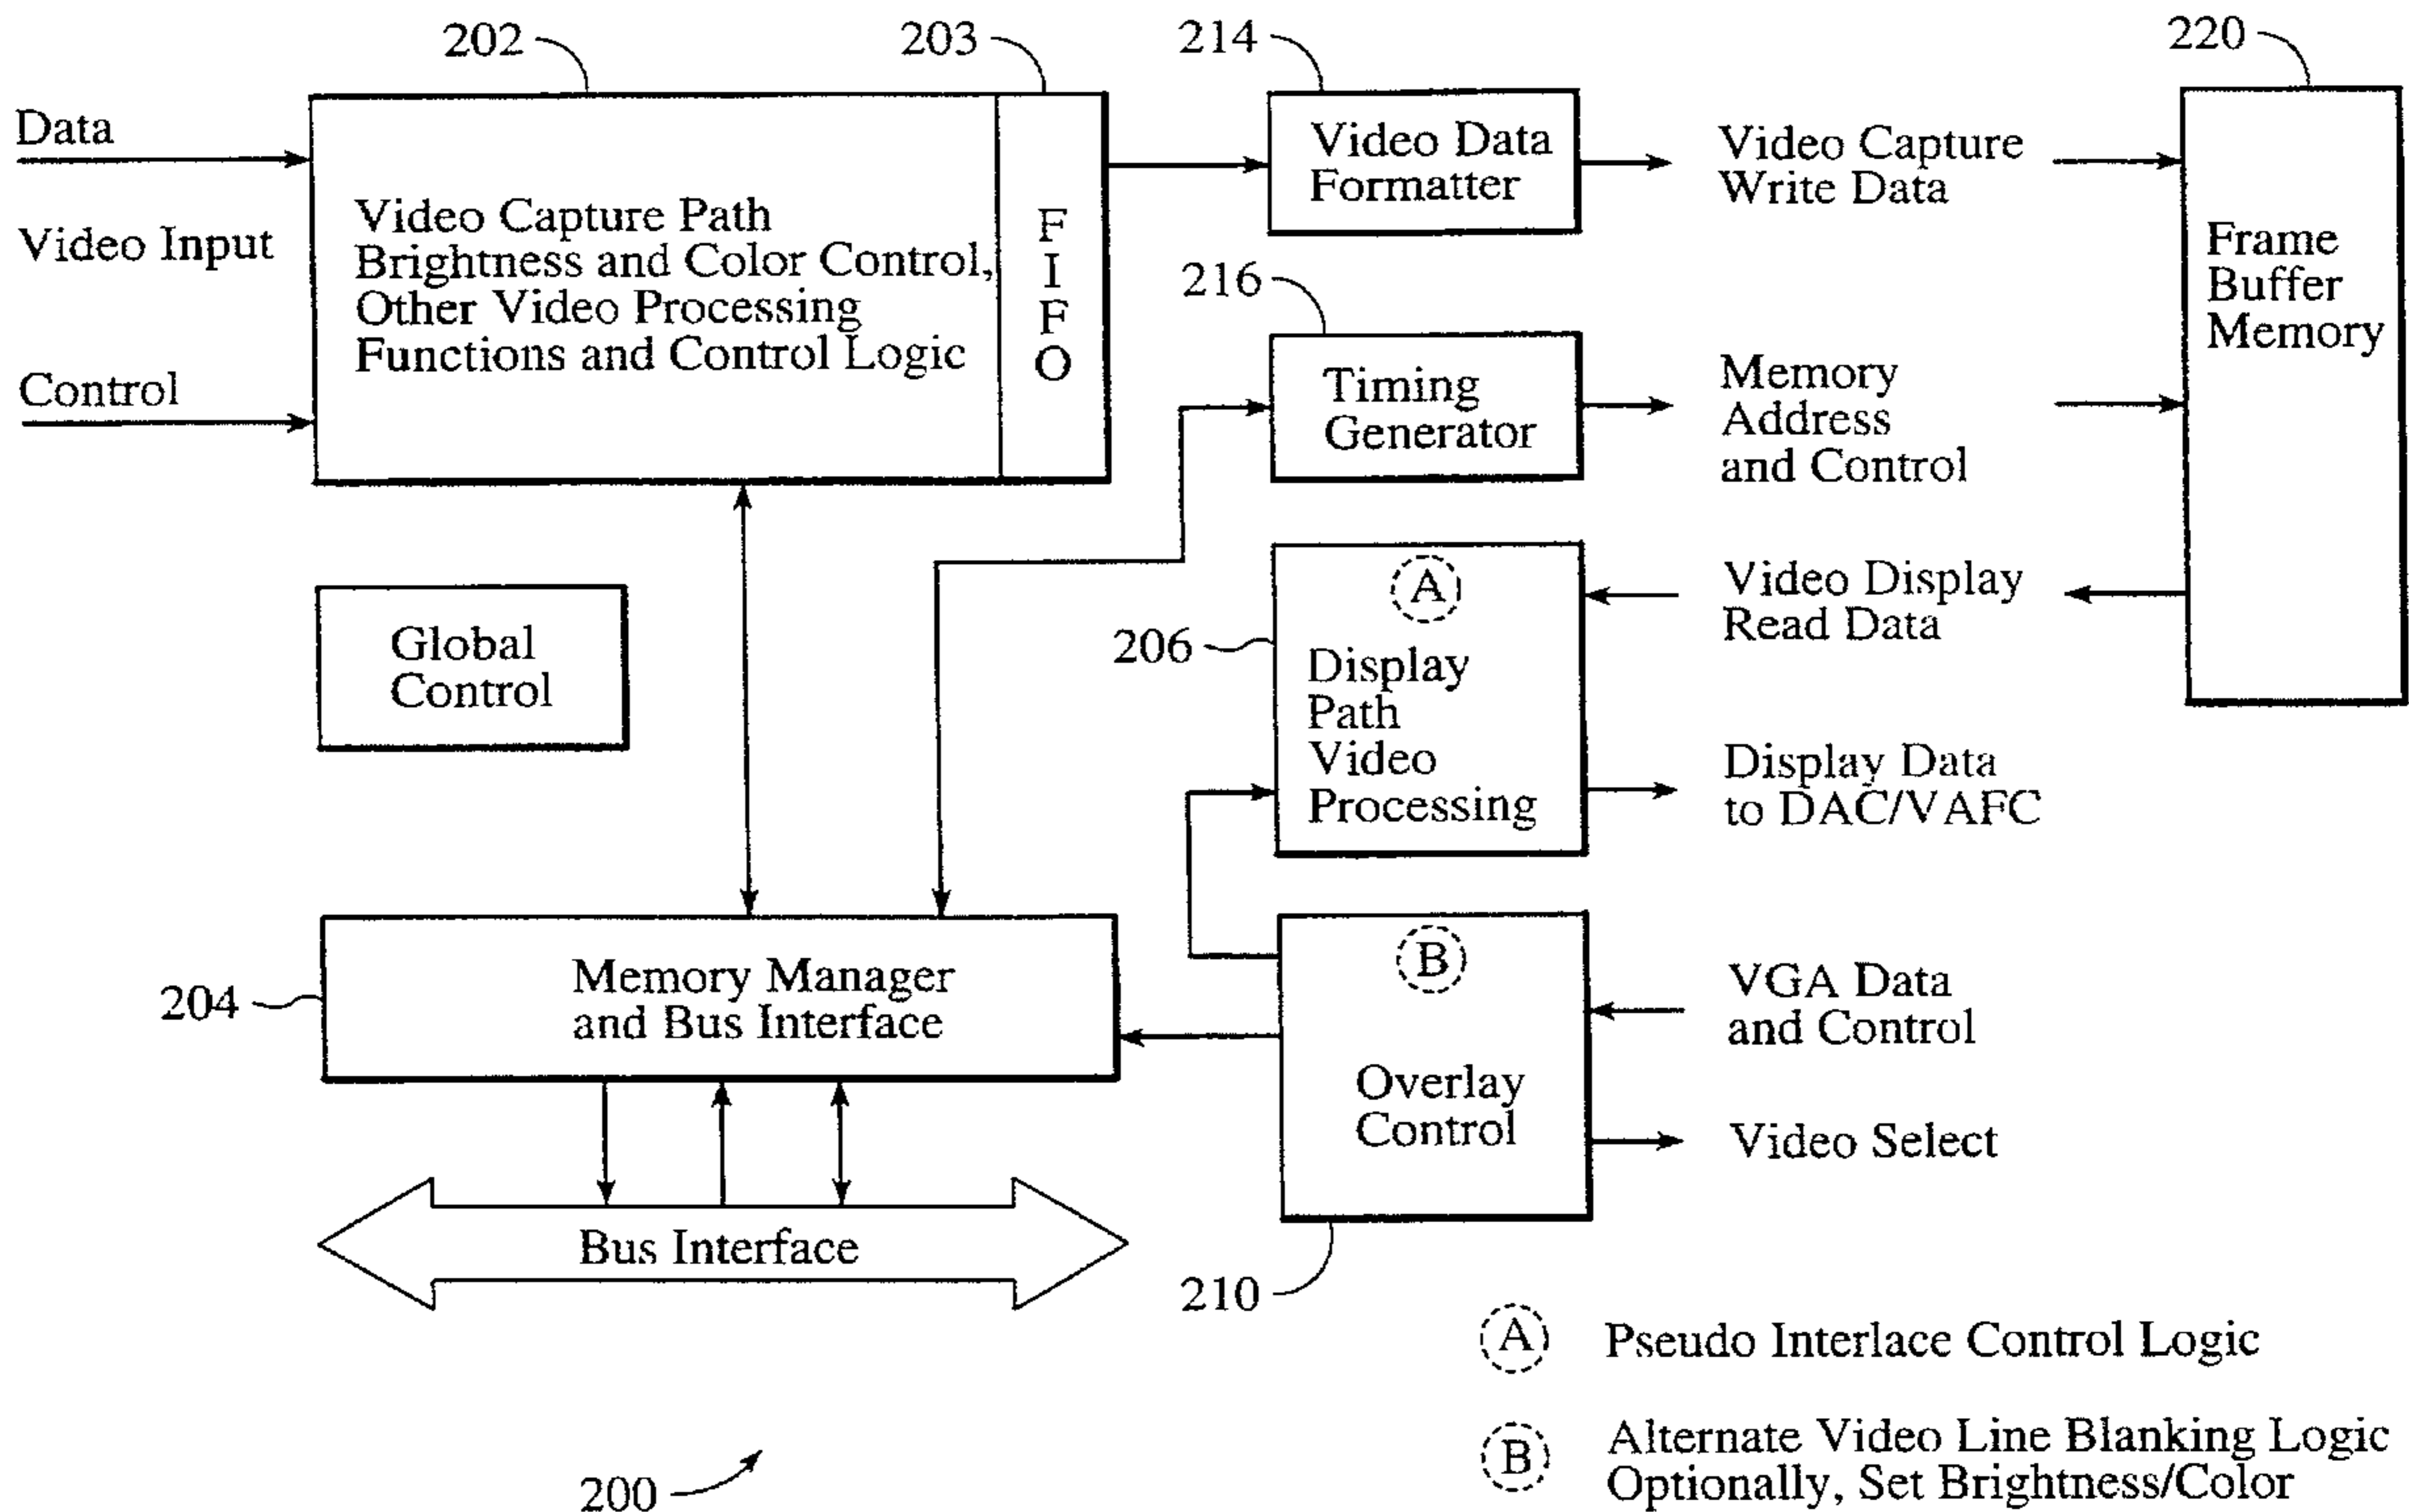 202
203
214
220
Data
Video Input
Control
Video Capture Path
Brightness and Color Control,
Other Video Processing
Functions and Control Logic
F
I
F
O
Video Data
Formatter
Video Capture
Write Data
Frame
Buffer
Memory
216
Timing
Generator
Memory
Address
and Control
Global
Control
206
A
Display
Path
Video
Processing
Video Display
Read Data
Display Data
to DAC/VAFC
204
Memory Manager
and Bus Interface
B
Overlay
Control
VGA Data
and Control
Video Select
Bus Interface
210
A Pseudo Interlace Control Logic
B Alternate Video Line Blanking Logic
Optionally, Set Brightness/Color
200